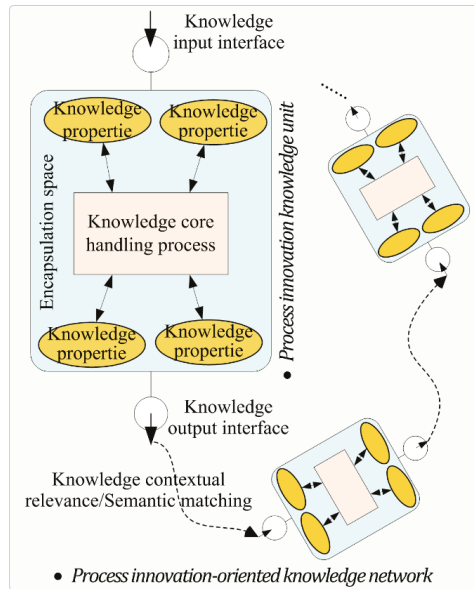 Knowledge
input interface
Knowledge
propertie
Knowledge
propertie
Encapsulation space
Knowledge core
handling process
Knowledge
propertie
Knowledge
propertie
• Process innovation knowledge unit
Knowledge
output interface
Knowledge contextual
relevance/Semantic matching
• Process innovation-oriented knowledge network